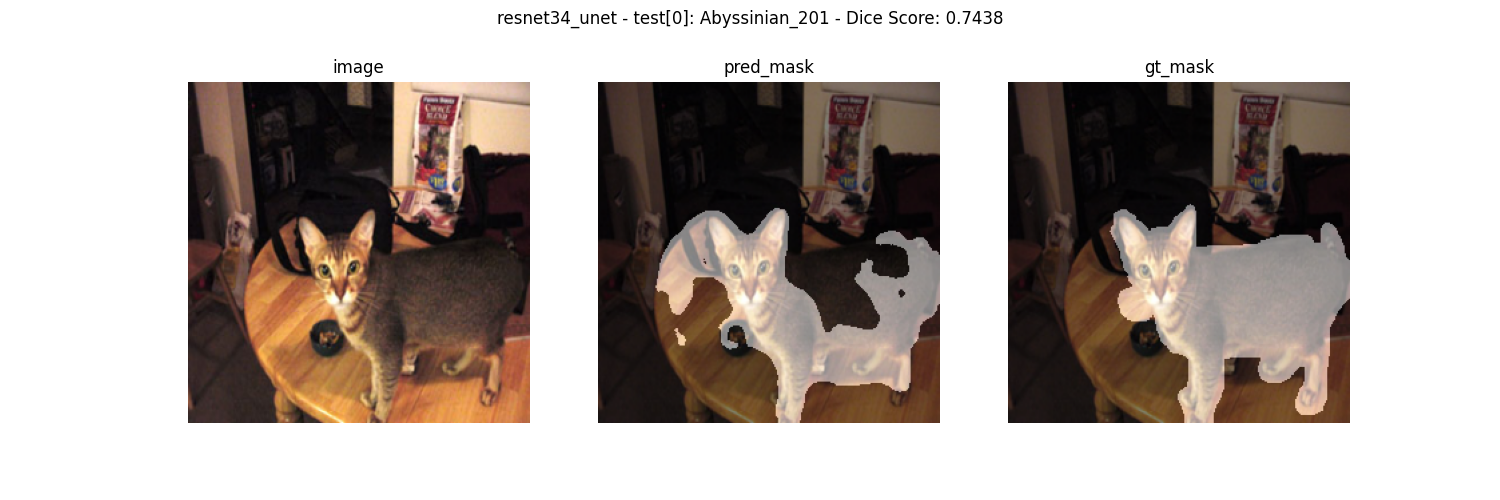 resnet34_unet - test[0]: Abyssinian_201 - Dice Score: 0.7438
image
pred_mask
gt_mask